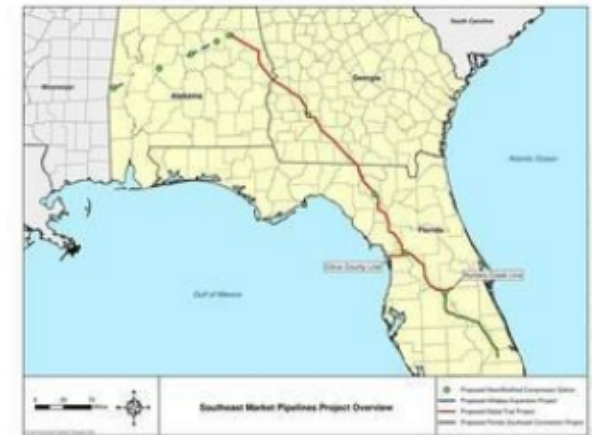 South Carolina
Mississippi
Alabama
Georgia
Atlantic Ocean
Florida
Citrus County Line
Hunters Creek Line
Gulf of Mexico
Southeast Market Pipelines Project Overview
Proposed New/Modified Compressor Station
Proposed Hillabee Expansion Project
Proposed Sabal Trail Project
Proposed Florida Southeast Connection Project